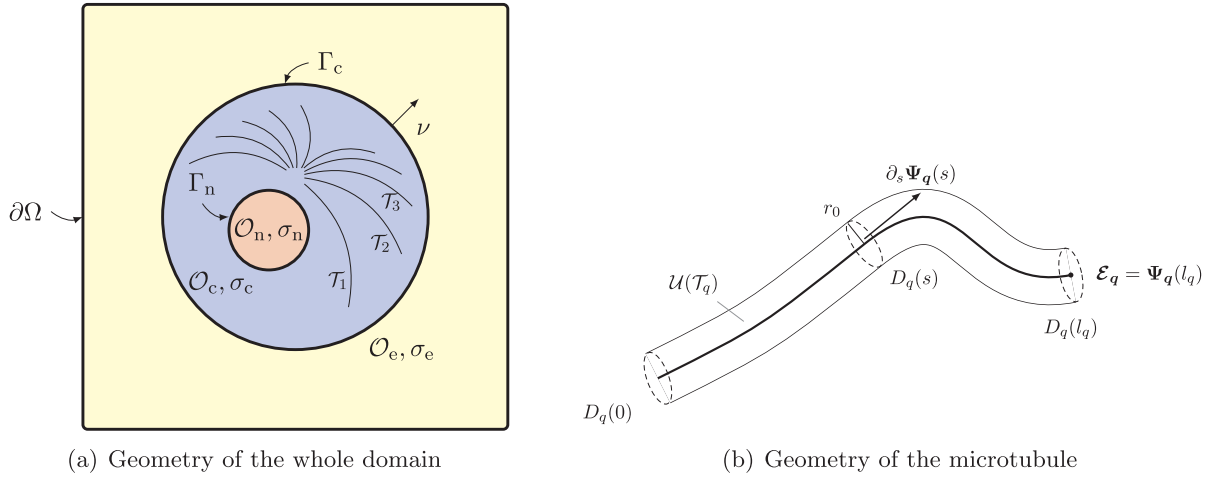 Γc
ν
Γn
∂Ω
𝒯3
𝒪n, σn
𝒯2
𝒪c, σc
𝒯1
𝒪e, σe
(a) Geometry of the whole domain
∂sΨq(s)
r0
𝒰(𝒯q)
Dq(s)
ℰq = Ψq(lq)
Dq(lq)
Dq(0)
(b) Geometry of the microtubule